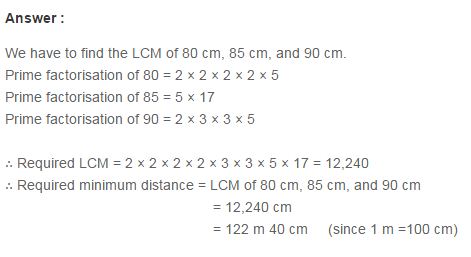 Answer :
We have to find the LCM of 80 cm, 85 cm, and 90 cm.
Prime factorisation of 80 = 2 × 2 × 2 × 2 × 5
Prime factorisation of 85 = 5 × 17
Prime factorisation of 90 = 2 × 3 × 3 × 5
∴ Required LCM = 2 × 2 × 2 × 2 × 3 × 3 × 5 × 17 = 12,240
∴ Required minimum distance = LCM of 80 cm, 85 cm, and 90 cm
= 12,240 cm
= 122 m 40 cm (since 1 m =100 cm)